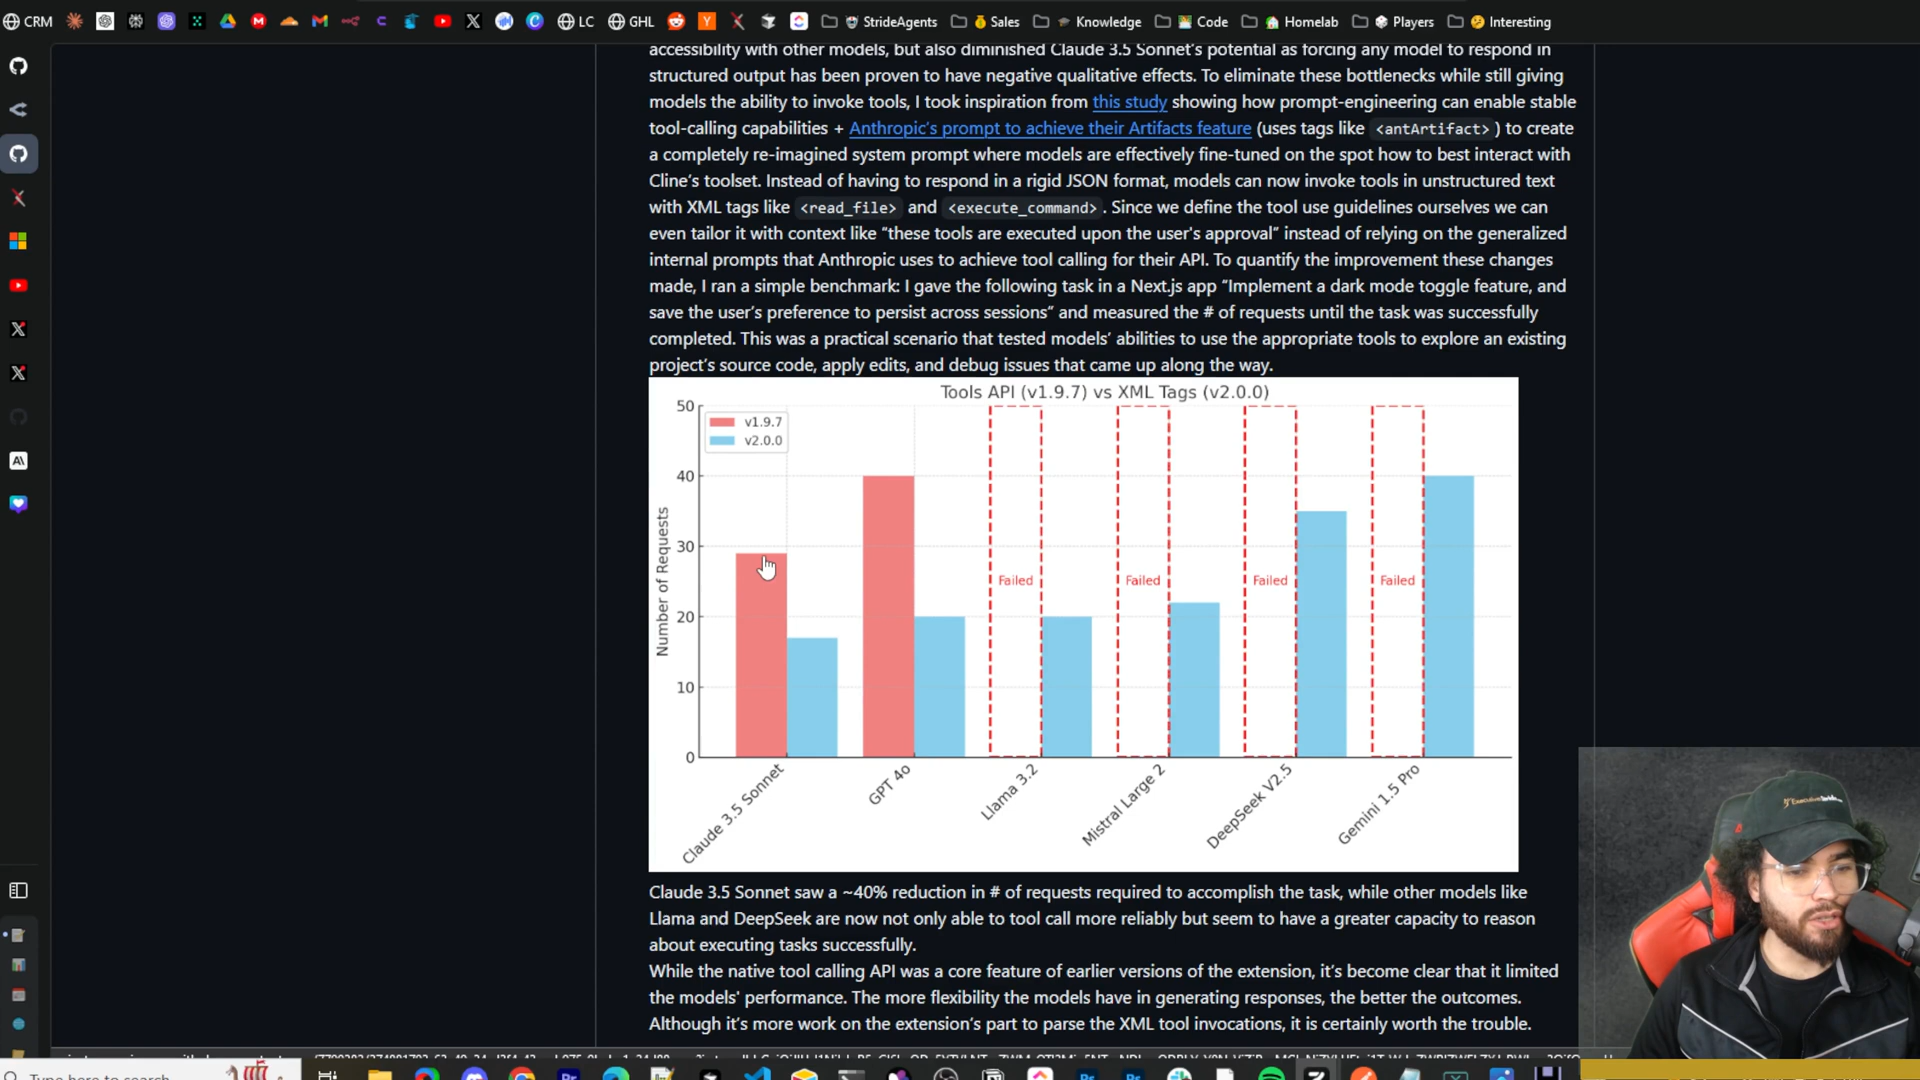 CRM
LC
GHL
StrideAgents
Sales
Knowledge
Code
Homelab
Players
Interesting
accessibility with other models, but also diminished Claude 3.5 Sonnet's potential as forcing any model to respond in
structured output has been proven to have negative qualitative effects. To eliminate these bottlenecks while still giving
models the ability to invoke tools, I took inspiration from this study showing how prompt-engineering can enable stable
tool-calling capabilities + Anthropic's prompt to achieve their Artifacts feature (uses tags like <antArtifact>) to create
a completely re-imagined system prompt where models are effectively fine-tuned on the spot how to best interact with
Cline's toolset. Instead of having to respond in a rigid JSON format, models can now invoke tools in unstructured text
with XML tags like <read_file> and <execute_command>. Since we define the tool use guidelines ourselves we can
even tailor it with context like "these tools are executed upon the user's approval" instead of relying on the generalized
internal prompts that Anthropic uses to achieve tool calling for their API. To quantify the improvement these changes
made, I ran a simple benchmark: I gave the following task in a Next.js app "Implement a dark mode toggle feature, and
save the user's preference to persist across sessions" and measured the # of requests until the task was successfully
completed. This was a practical scenario that tested models' abilities to use the appropriate tools to explore an existing
project's source code, apply edits, and debug issues that came up along the way.
Tools API (v1.9.7) vs XML Tags (v2.0.0)
v1.9.7
v2.0.0
Number of Requests
50
40
30
20
10
0
Failed
Failed
Failed
Failed
Claude 3.5 Sonnet
GPT 4o
Llama 3.2
Mistral Large 2
DeepSeek V2.5
Gemini 1.5 Pro
Claude 3.5 Sonnet saw a ~40% reduction in # of requests required to accomplish the task, while other models like
Llama and DeepSeek are now not only able to tool call more reliably but seem to have a greater capacity to reason
about executing tasks successfully.
While the native tool calling API was a core feature of earlier versions of the extension, it's become clear that it limited
the models' performance. The more flexibility the models have in generating responses, the better the outcomes.
Although it's more work on the extension's part to parse the XML tool invocations, it is certainly worth the trouble.
Type here to search